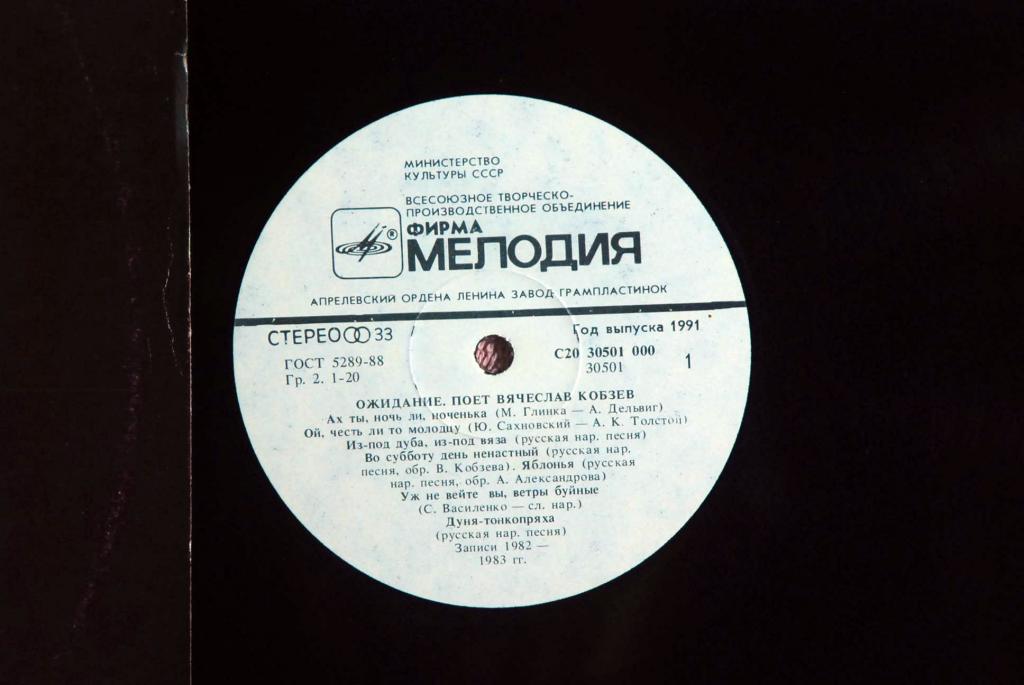 МИНИСТЕРСТВО
КУЛЬТУРЫ СССР
ВСЕСОЮЗНОЕ ТВОРЧЕСКО-
ПРОИЗВОДСТВЕННОЕ ОБЪЕДИНЕНИЕ
ФИРМА
®
МЕЛОДИЯ
АПРЕЛЕВСКИЙ ОРДЕНА ЛЕНИНА ЗАВОД ГРАМПЛАСТИНОК
СТЕРЕО 33
Год выпуска 1991
ГОСТ 5289-88
С20 30501 000
Гр. 2. 1-20
30501
1
ОЖИДАНИЕ. ПОЕТ ВЯЧЕСЛАВ КОБЗЕВ
Ах ты, ночь ли, ноченька (М. Глинка — А. Дельвиг)
Ой, честь ли то молодцу (Ю. Сахновский — А. К. Толстой)
Из-под дуба, из-под вяза (русская нар. песня)
Во субботу день ненастный (русская нар.
песня, обр. В. Кобзева). Яблонья (русская
нар. песня, обр. А. Александрова)
Уж не вейте вы, ветры буйные
(С. Василенко — сл. нар.)
Дуня-тонкопряха
(русская нар. песня)
Записи 1982 —
1983 гг.